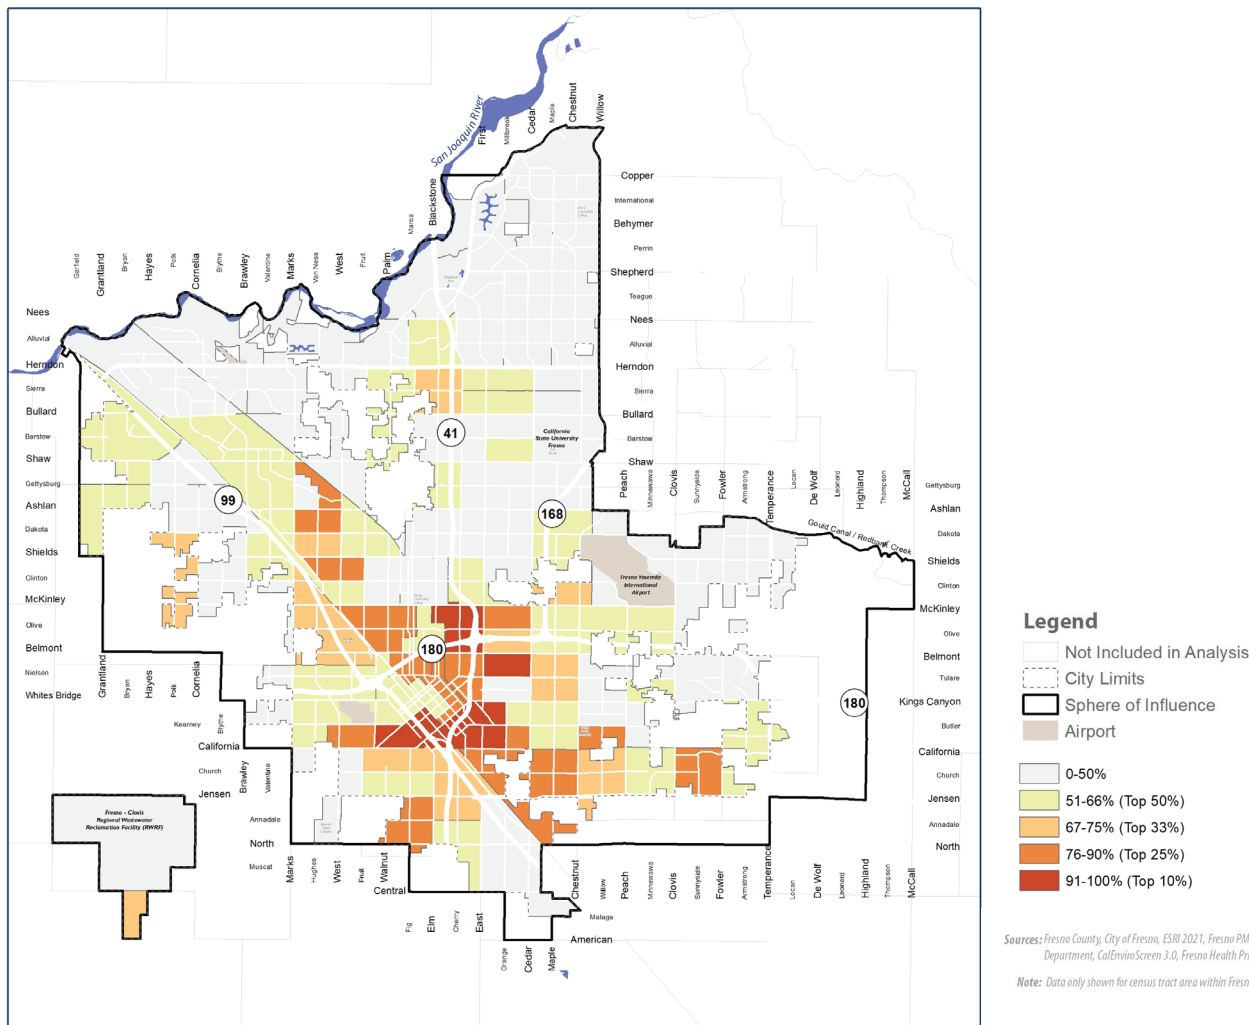 San Joaquin River
Blackstone
Maroa
First
Millbrook
Cedar
Maple
Chestnut
Willow
Copper
International
Behymer
Perrin
Shepherd
Teague
Nees
Alluvial
Herndon
Sierra
Bullard
Barstow
Shaw
Garfield
Grantland
Bryan
Hayes
Polk
Cornelia
Blythe
Brawley
Valentine
Marks
Van Ness
West
Fruit
Palm
Nees
Alluvial
Herndon
Sierra
Bullard
Barstow
Shaw
Gettysburg
Ashlan
Dakota
Shields
Clinton
McKinley
Olive
Belmont
Nielsen
Whites Bridge
Grantland
Bryan
Hayes
Polk
Cornelia
Kearney
Blythe
California
Church
Brawley
Valentine
Jensen
Annadale
North
Muscat
Marks
Hughes
West
Fruit
Walnut
Central
Fig
Elm
Cherry
East
Orange
Cedar
Maple
American
Malaga
Chestnut
Willow
Peach
Minnewawa
Clovis
Sunnyside
Fowler
Armstrong
Temperance
Locan
De Wolf
Leonard
Highland
Thompson
McCall
Peach
Minnewawa
Clovis
Sunnyside
Fowler
Armstrong
Temperance
Locan
De Wolf
Leonard
Highland
Thompson
McCall
Gettysburg
Ashlan
Dakota
Gould Canal / Redbank Creek
Shields
Clinton
McKinley
Olive
Belmont
Tulare
Kings Canyon
Butler
California
Church
Jensen
Annadale
North
41
99
168
180
180
California
State University
Fresno
Fresno Yosemite
International
Airport
Fresno - Clovis
Regional Wastewater
Reclamation Facility (RWRF)
Legend
Not Included in Analysis
City Limits
Sphere of Influence
Airport
0-50%
51-66% (Top 50%)
67-75% (Top 33%)
76-90% (Top 25%)
91-100% (Top 10%)
Sources: Fresno County, City of Fresno, ESRI 2021, Fresno PM
Department, CalEnviroScreen 3.0, Fresno Health Pri
Note: Data only shown for census tract area within Fresn